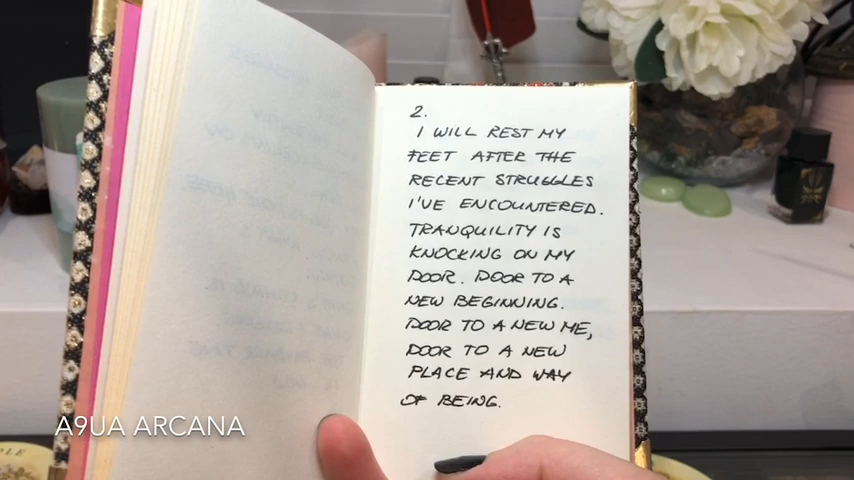 2.
I WILL REST MY
FEET AFTER THE
RECENT STRUGGLES
I'VE ENCOUNTERED.
TRANQUILITY IS
KNOCKING ON MY
DOOR. DOOR TO A
NEW BEGINNING.
DOOR TO A NEW ME,
DOOR TO A NEW
PLACE AND WAY
OF BEING.
A9UA ARCANA